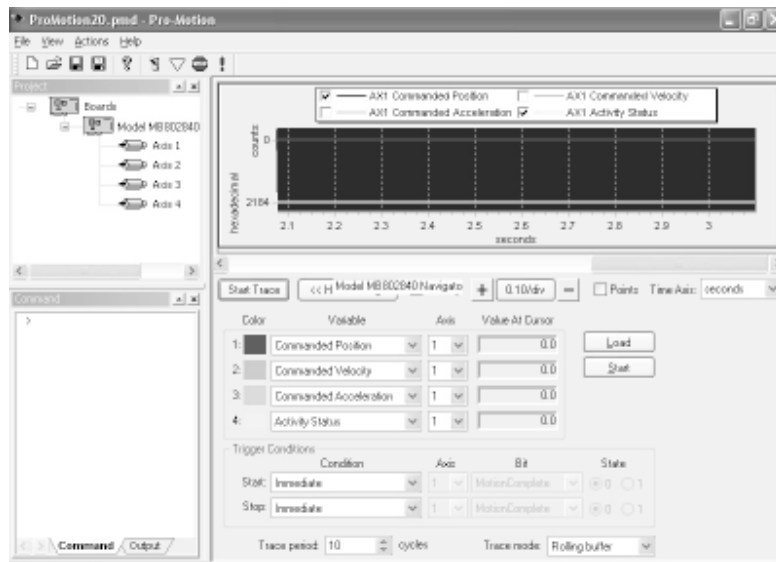 ProMotion20.pmd - Pro-Motion
File View Actions Help
Project
Boards
Model MB802840
Axis 1
Axis 2
Axis 3
Axis 4
AX1 Commanded Position
AX1 Commanded Velocity
AX1 Commanded Acceleration
AX1 Activity Status
counts
0
hexadecimal
2184
2.1 2.2 2.3 2.4 2.5 2.6 2.7 2.8 2.9 3
seconds
Start Trace
<< H
Model MB802840 Navigato
+
0.10/div
−
Points
Time Axis:
seconds
Command
>
Color Variable Axis Value At Cursor
1: Commanded Position 1 0.0
Load
2: Commanded Velocity 1 0.0
Start
3: Commanded Acceleration 1 0.0
4: Activity Status 1 0.0
Trigger Conditions
Condition Axis Bit State
Start: Immediate 1 MotionComplete 0 1
Stop: Immediate 1 MotionComplete 0 1
Trace period: 10 cycles
Trace mode: Rolling buffer
Command Output